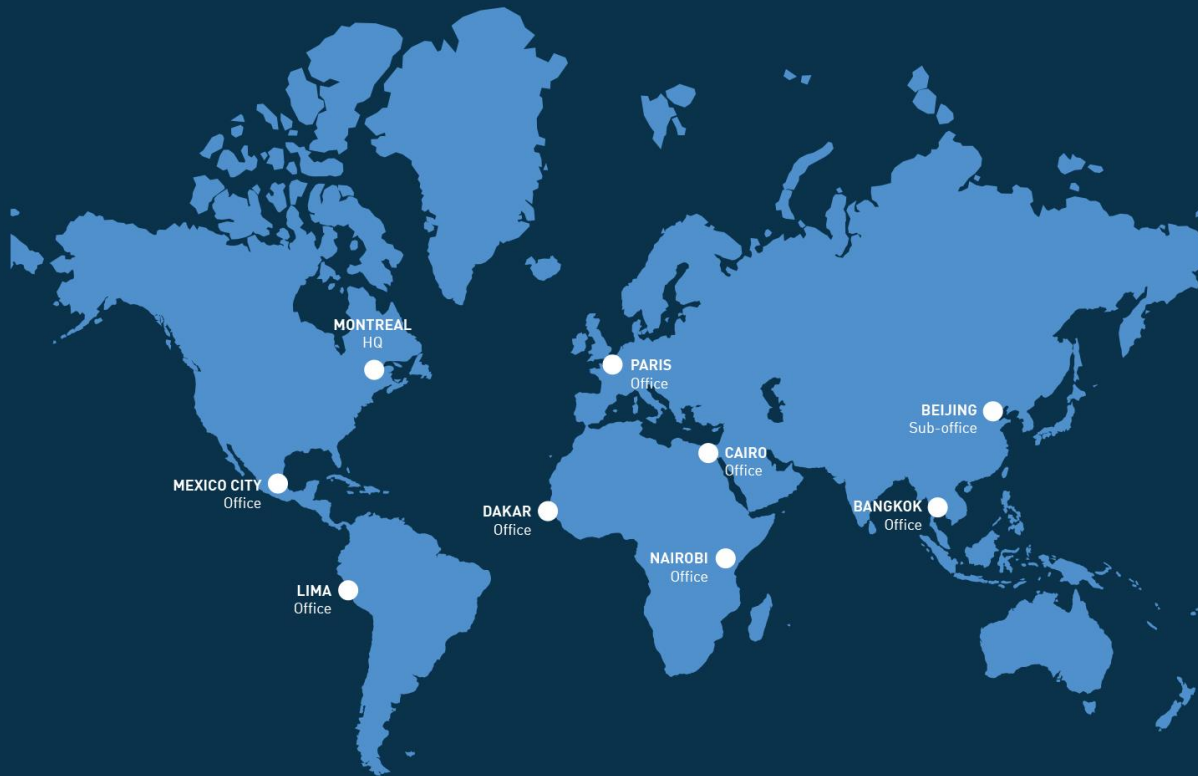 MONTREAL
HQ
PARIS
Office
BEIJING
Sub-office
CAIRO
Office
MEXICO CITY
Office
DAKAR
Office
BANGKOK
Office
NAIROBI
Office
LIMA
Office